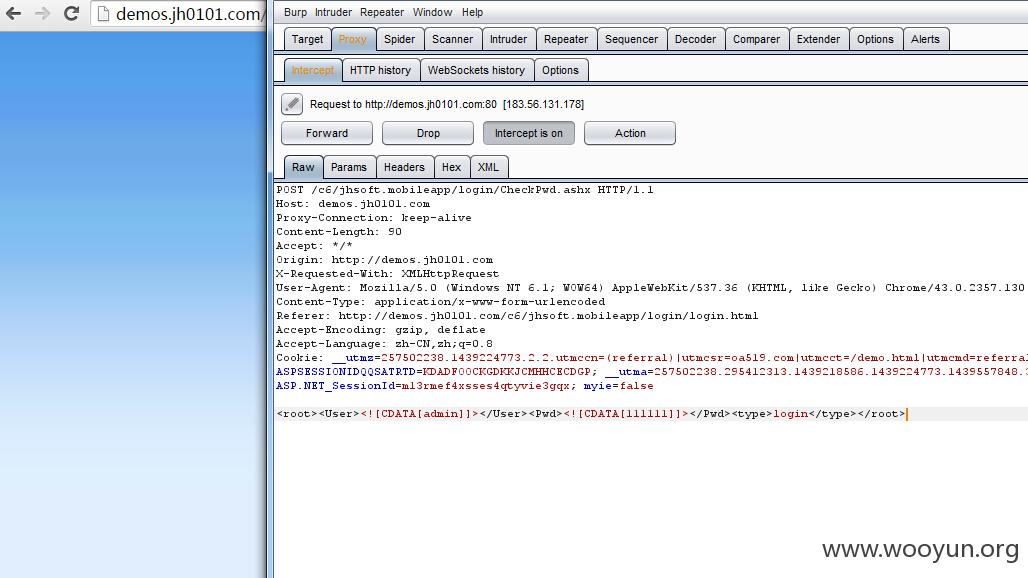 demos.jh0101.com/
Burp Intruder Repeater Window Help
Target Proxy Spider Scanner Intruder Repeater Sequencer Decoder Comparer Extender Options Alerts
Intercept HTTP history WebSockets history Options
Request to http://demos.jh0101.com:80 [183.56.131.178]
Forward Drop Intercept is on Action
Raw Params Headers Hex XML
POST /c6/jhsoft.mobileapp/login/CheckPwd.ashx HTTP/1.1
Host: demos.jh0101.com
Proxy-Connection: keep-alive
Content-Length: 90
Accept: */*
Origin: http://demos.jh0101.com
X-Requested-With: XMLHttpRequest
User-Agent: Mozilla/5.0 (Windows NT 6.1; WOW64) AppleWebKit/537.36 (KHTML, like Gecko) Chrome/43.0.2357.130
Content-Type: application/x-www-form-urlencoded
Referer: http://demos.jh0101.com/c6/jhsoft.mobileapp/login/login.html
Accept-Encoding: gzip, deflate
Accept-Language: zh-CN,zh;q=0.8
Cookie: __utmz=257502238.1439224773.2.2.utmccn=(referral)|utmcsr=oa519.com|utmcct=/demo.html|utmcmd=referral
ASPSESSIONIDQQSATRTD=KDADFOOCKGDKKJCMHHCECDGP; __utma=257502238.295412313.1439218586.1439224773.1439557848.3
ASP.NET_SessionId=ml3rmef4xsses4qtyvie3gqx; myie=false
<root><User><![CDATA[admin]]></User><Pwd><![CDATA[111111]]></Pwd><type>login</type></root>
www.wooyun.org